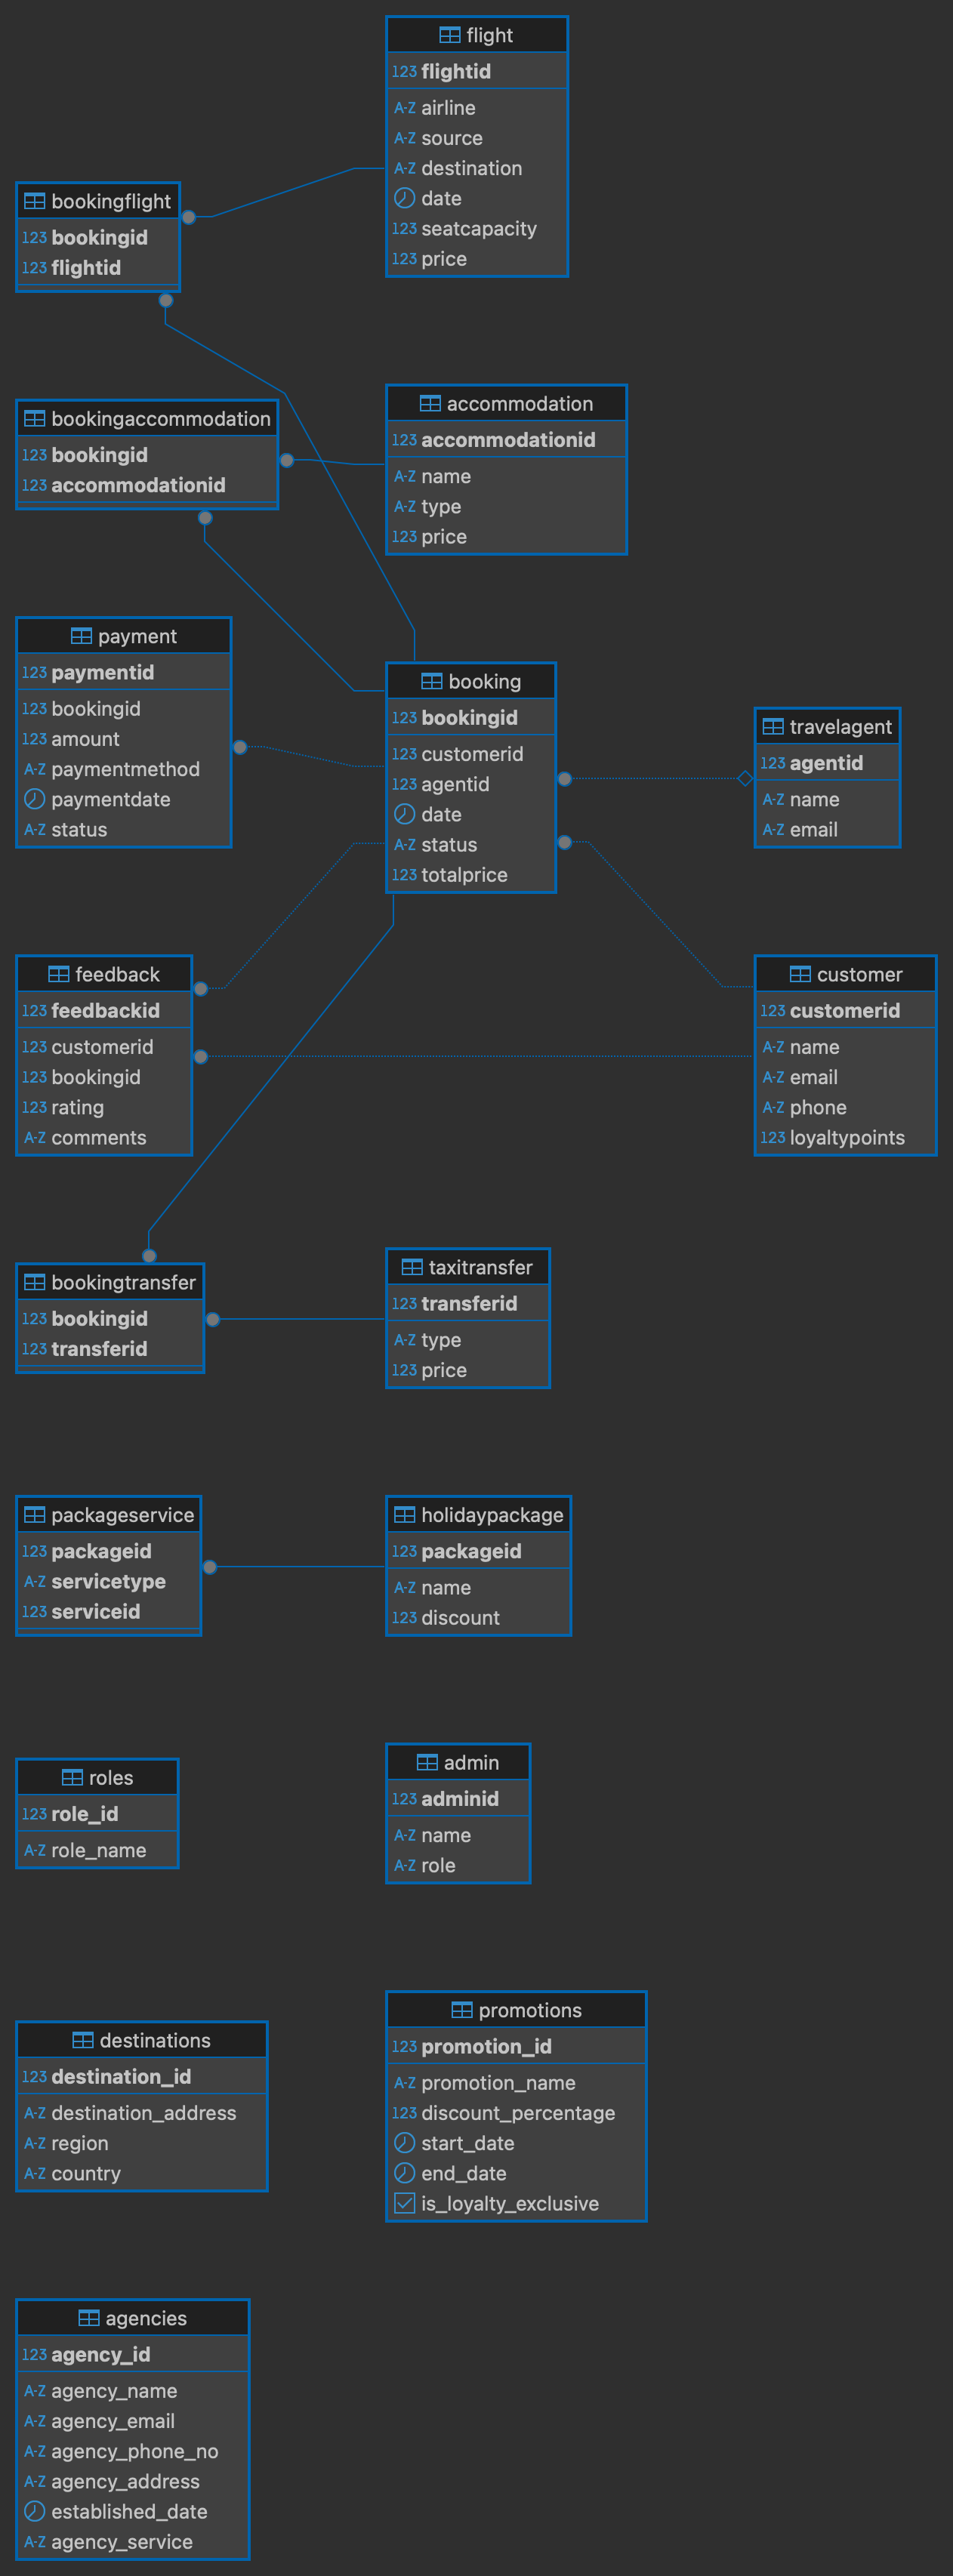 flight
123 flightid
A-Z airline
A-Z source
A-Z destination
date
123 seatcapacity
123 price
bookingflight
123 bookingid
123 flightid
bookingaccommodation
123 bookingid
123 accommodationid
accommodation
123 accommodationid
A-Z name
A-Z type
123 price
payment
123 paymentid
123 bookingid
123 amount
A-Z paymentmethod
paymentdate
A-Z status
booking
123 bookingid
123 customerid
123 agentid
date
A-Z status
123 totalprice
travelagent
123 agentid
A-Z name
A-Z email
feedback
123 feedbackid
123 customerid
123 bookingid
123 rating
A-Z comments
customer
123 customerid
A-Z name
A-Z email
A-Z phone
123 loyaltypoints
bookingtransfer
123 bookingid
123 transferid
taxitransfer
123 transferid
A-Z type
123 price
packageservice
123 packageid
A-Z servicetype
123 serviceid
holidaypackage
123 packageid
A-Z name
123 discount
roles
123 role_id
A-Z role_name
admin
123 adminid
A-Z name
A-Z role
destinations
123 destination_id
A-Z destination_address
A-Z region
A-Z country
promotions
123 promotion_id
A-Z promotion_name
123 discount_percentage
start_date
end_date
is_loyalty_exclusive
agencies
123 agency_id
A-Z agency_name
A-Z agency_email
A-Z agency_phone_no
A-Z agency_address
established_date
A-Z agency_service